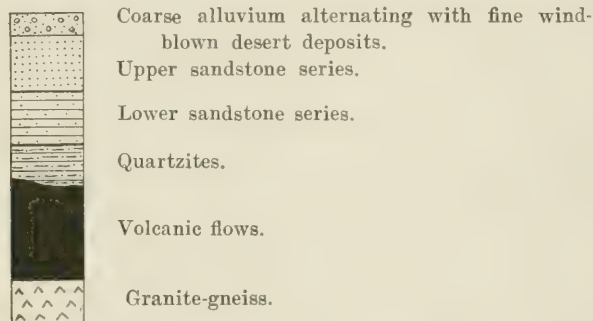 Coarse alluvium alternating with fine wind-
blown desert deposits.
Upper sandstone series.
Lower sandstone series.
Quartzites.
Volcanic flows.
Granite-gneiss.